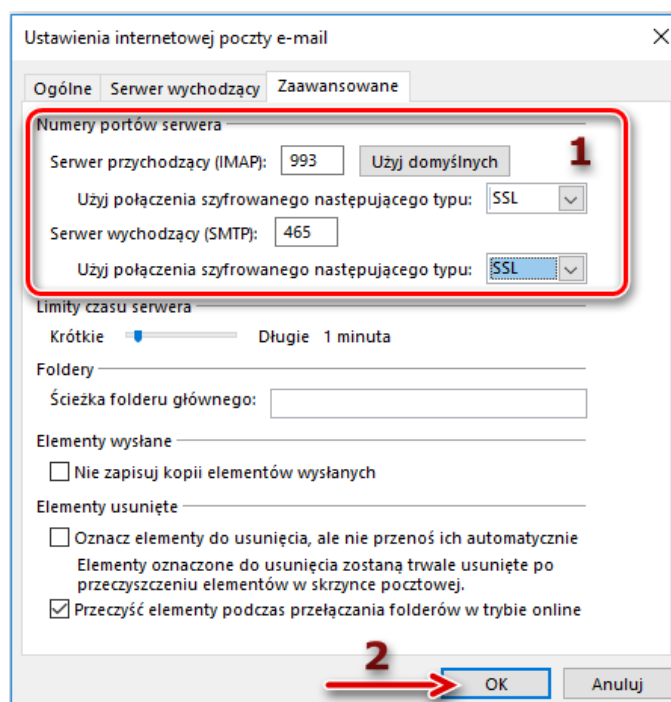 Ustawienia internetowej poczty e-mail
Ogólne Serwer wychodzący Zaawansowane
Numery portów serwera
1
Serwer przychodzący (IMAP): 993 Użyj domyślnych
Użyj połączenia szyfrowanego następującego typu: SSL
Serwer wychodzący (SMTP): 465
Użyj połączenia szyfrowanego następującego typu: SSL
Limity czasu serwera
Krótkie Długie 1 minuta
Foldery
Ścieżka folderu głównego:
Elementy wysłane
Nie zapisuj kopii elementów wysłanych
Elementy usunięte
Oznacz elementy do usunięcia, ale nie przenoś ich automatycznie
Elementy oznaczone do usunięcia zostaną trwale usunięte po
przeczyszczeniu elementów w skrzynce pocztowej.
Przeczyść elementy podczas przełączania folderów w trybie online
2
OK Anuluj